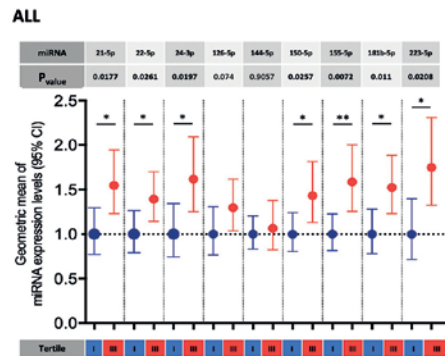 ALL
miRNA 21-5p 22-5p 24-3p 126-5p 144-5p 150-5p 155-5p 181b-5p 223-5p
Pvalue 0.0177 0.0261 0.0197 0.074 0.9057 0.0257 0.0072 0.011 0.0208
Geometric mean of
miRNA expression levels (95% CI)
2.5
2.0
1.5
1.0
0.5
0.0
* * * * ** * *
Tertile I III I III I III I III I III I III I III I III I III